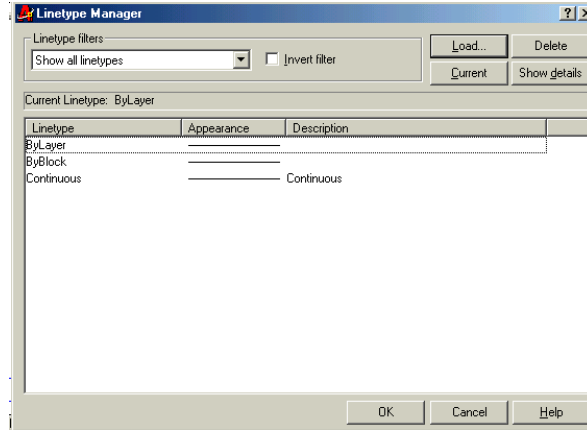 Linetype Manager
Linetype filters
Show all linetypes
Invert filter
Load...
Delete
Current
Show details
Current Linetype: ByLayer
Linetype Appearance Description
ByLayer
ByBlock
Continuous Continuous
OK Cancel Help